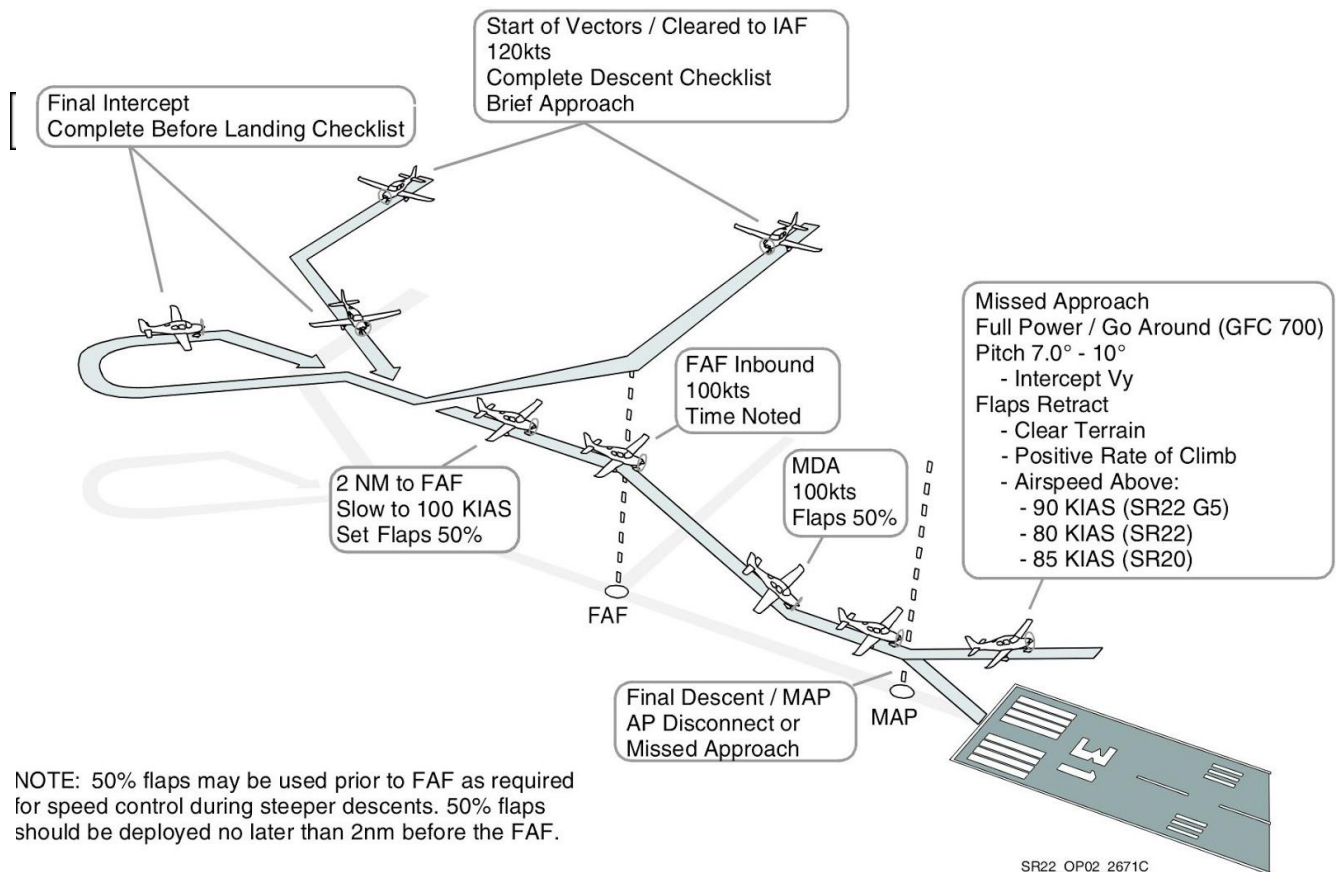 Start of Vectors / Cleared to IAF
120kts
Complete Descent Checklist
Brief Approach
Final Intercept
Complete Before Landing Checklist
Missed Approach
Full Power / Go Around (GFC 700)
Pitch 7.0° - 10°
- Intercept Vy
Flaps Retract
- Clear Terrain
- Positive Rate of Climb
- Airspeed Above:
- 90 KIAS (SR22 G5)
- 80 KIAS (SR22)
- 85 KIAS (SR20)
FAF Inbound
100kts
Time Noted
2 NM to FAF
Slow to 100 KIAS
Set Flaps 50%
MDA
100kts
Flaps 50%
FAF
Final Descent / MAP
AP Disconnect or
Missed Approach
MAP
31
NOTE: 50% flaps may be used prior to FAF as required
for speed control during steeper descents. 50% flaps
should be deployed no later than 2nm before the FAF.
SR22_OP02_2671C